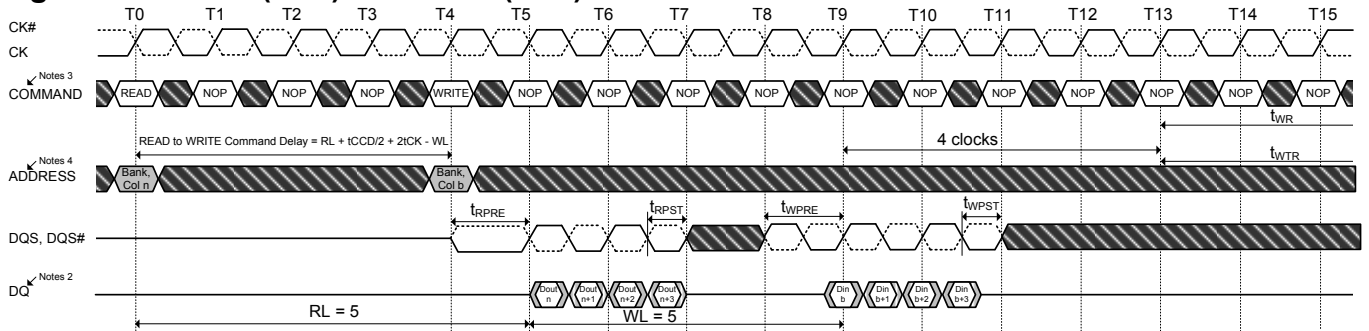 T0 T1 T2 T3 T4 T5 T6 T7 T8 T9 T10 T11 T12 T13 T14 T15
CK#
CK
Notes 3
COMMAND READ NOP NOP NOP WRITE NOP NOP NOP NOP NOP NOP NOP NOP NOP NOP NOP
tWR
READ to WRITE Command Delay = RL + tCCD/2 + 2tCK - WL
4 clocks
tWTR
Notes 4
ADDRESS
Bank, Col n
Bank, Col b
tRPRE tRPST tWPRE tWPST
DQS, DQS#
Notes 2
DQ
Dout n
Dout n+1
Dout n+2
Dout n+3
Din b
Din b+1
Din b+2
Din b+3
RL = 5 WL = 5